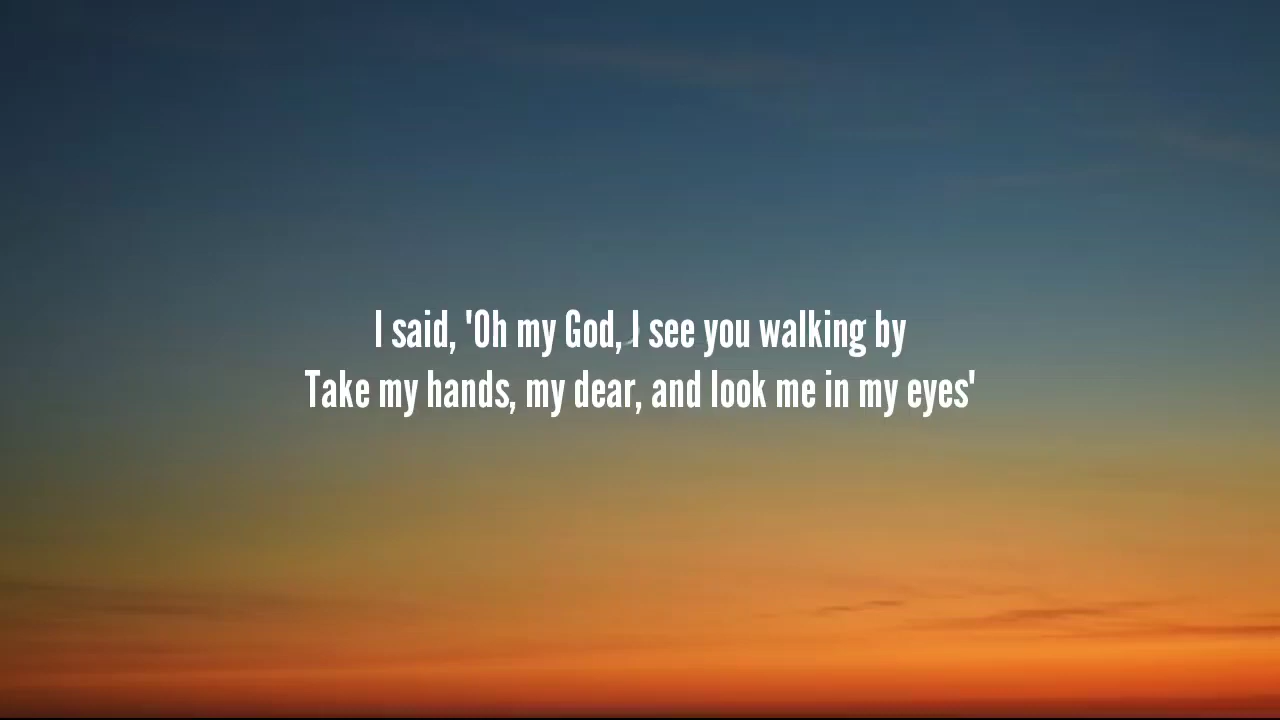 I said, 'Oh my God, I see you walking by
Take my hands, my dear, and look me in my eyes'